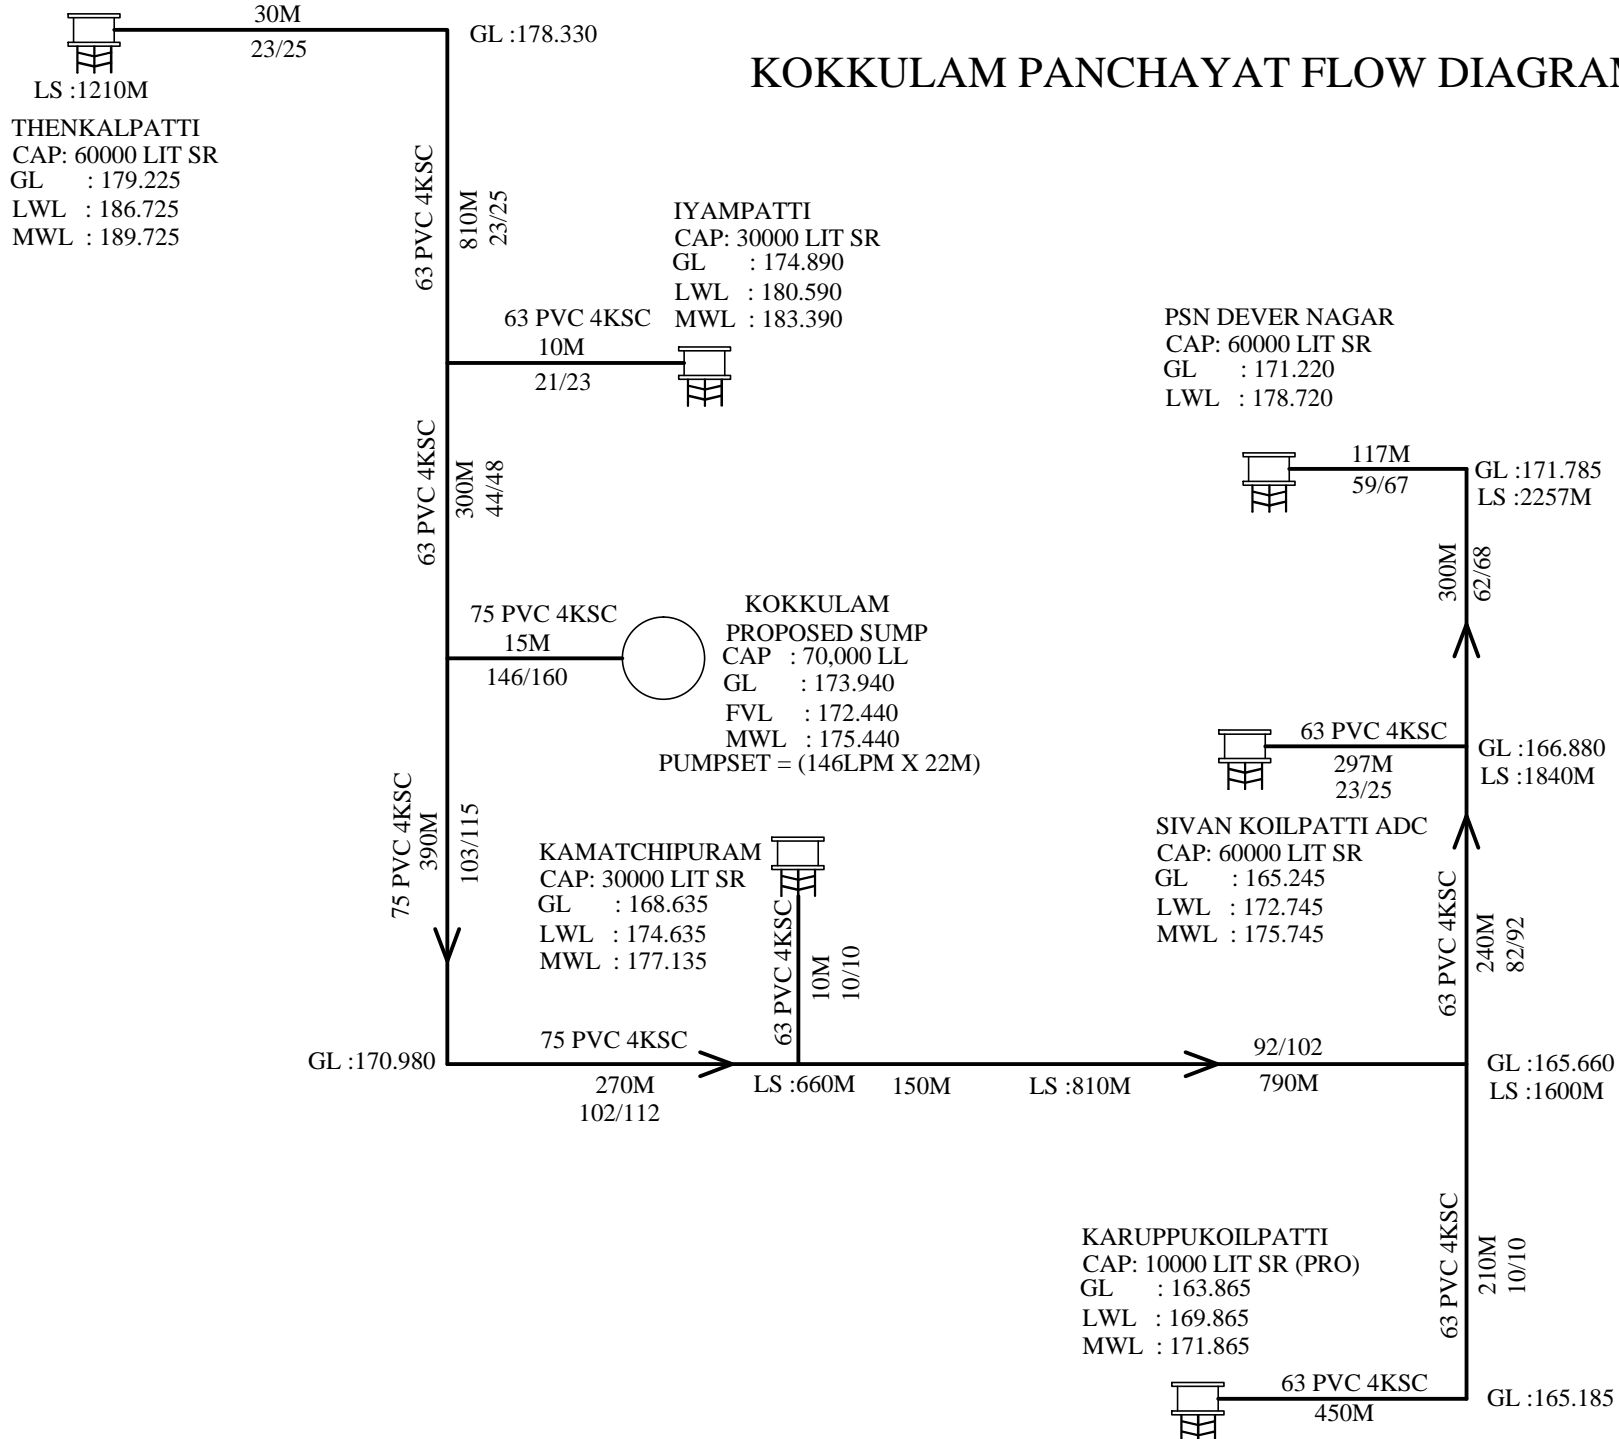 30M
23/25
GL :178.330
KOKKULAM PANCHAYAT FLOW DIAGRAM
LS :1210M
THENKALPATTI
CAP: 60000 LIT SR
GL : 179.225
LWL : 186.725
MWL : 189.725
63 PVC 4KSC
810M
23/25
IYAMPATTI
CAP: 30000 LIT SR
GL : 174.890
LWL : 180.590
MWL : 183.390
63 PVC 4KSC
10M
21/23
PSN DEVER NAGAR
CAP: 60000 LIT SR
GL : 171.220
LWL : 178.720
117M
59/67
GL :171.785
LS :2257M
63 PVC 4KSC
300M
44/48
300M
62/68
75 PVC 4KSC
15M
146/160
KOKKULAM
PROPOSED SUMP
CAP : 70,000 LL
GL : 173.940
FVL : 172.440
MWL : 175.440
PUMPSET = (146LPM X 22M)
63 PVC 4KSC
297M
23/25
GL :166.880
LS :1840M
SIVAN KOILPATTI ADC
CAP: 60000 LIT SR
GL : 165.245
LWL : 172.745
MWL : 175.745
75 PVC 4KSC
390M
103/115
KAMATCHIPURAM
CAP: 30000 LIT SR
GL : 168.635
LWL : 174.635
MWL : 177.135
63 PVC 4KSC
10M
10/10
63 PVC 4KSC
240M
82/92
GL :170.980
75 PVC 4KSC
270M
102/112
LS :660M
150M
LS :810M
92/102
790M
GL :165.660
LS :1600M
63 PVC 4KSC
210M
10/10
KARUPPUKOILPATTI
CAP: 10000 LIT SR (PRO)
GL : 163.865
LWL : 169.865
MWL : 171.865
63 PVC 4KSC
450M
GL :165.185